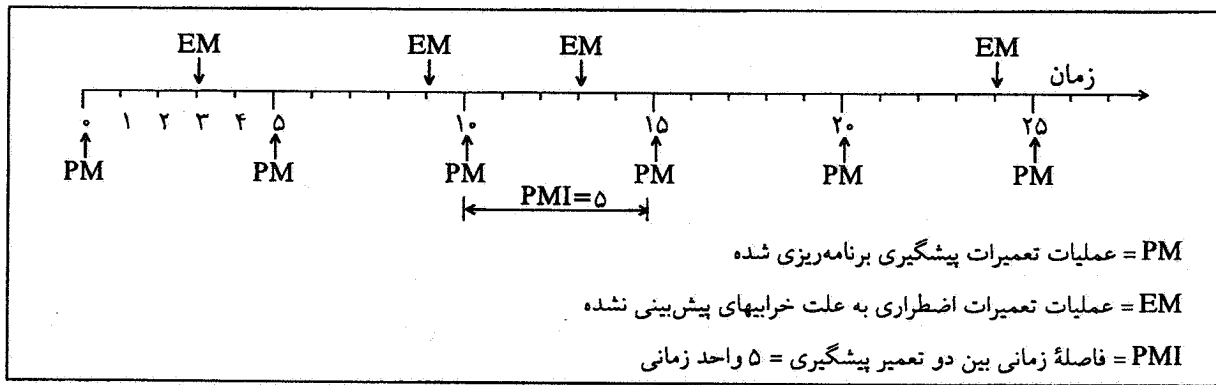 EM EM EM EM
زمان
۰ ۱ ۲ ۳ ۴ ۵ ۱۰ ۱۵ ۲۰ ۲۵
PM PM PM PM PM PM
PMI=۵
PM = عملیات تعمیرات پیشگیری برنامه‌ریزی شده
EM = عملیات تعمیرات اضطراری به علت خرابیهای پیش‌بینی نشده
PMI = فاصلهٔ زمانی بین دو تعمیر پیشگیری = ۵ واحد زمانی